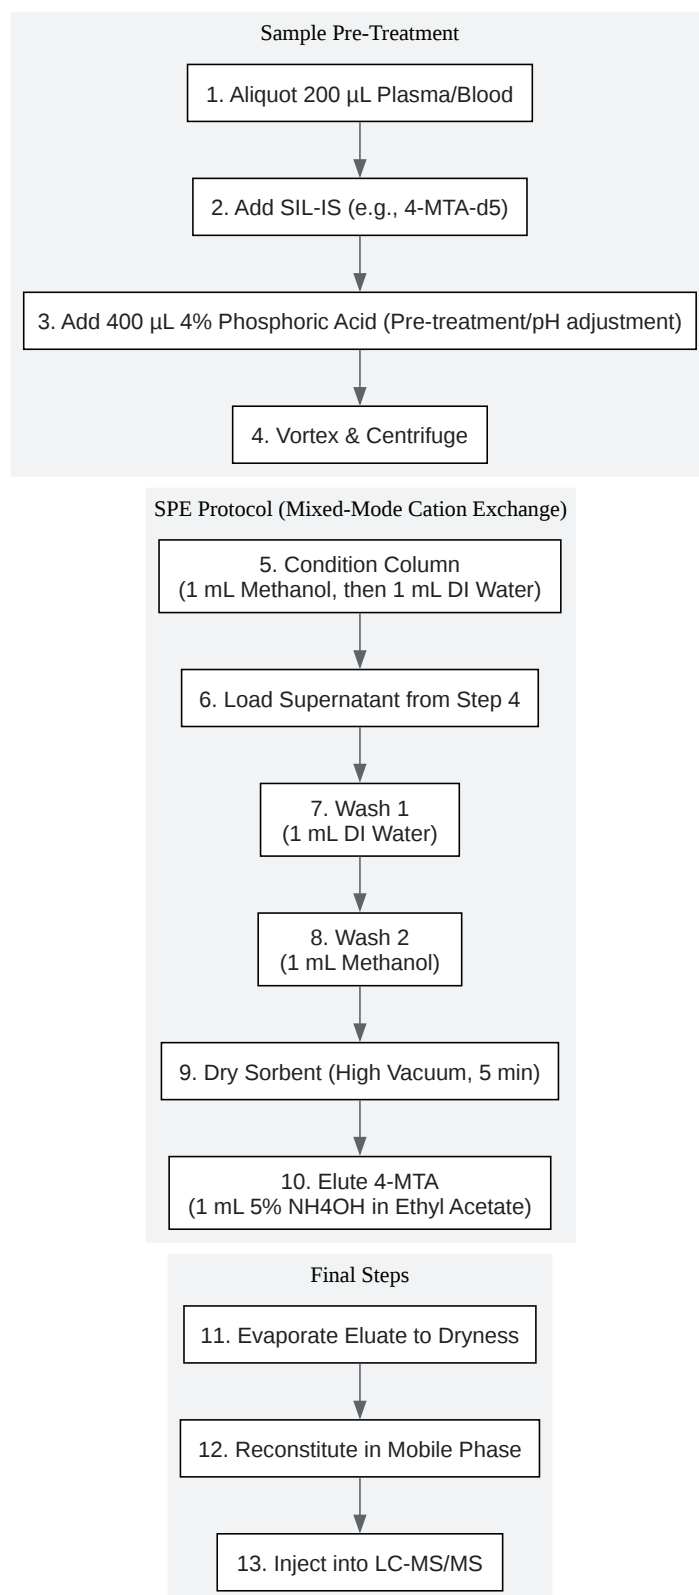 Sample Pre-Treatment
1. Aliquot 200 µL Plasma/Blood
2. Add SIL-IS (e.g., 4-MTA-d5)
3. Add 400 µL 4% Phosphoric Acid (Pre-treatment/pH adjustment)
4. Vortex & Centrifuge
SPE Protocol (Mixed-Mode Cation Exchange)
5. Condition Column
(1 mL Methanol, then 1 mL DI Water)
6. Load Supernatant from Step 4
7. Wash 1
(1 mL DI Water)
8. Wash 2
(1 mL Methanol)
9. Dry Sorbent (High Vacuum, 5 min)
10. Elute 4-MTA
(1 mL 5% NH4OH in Ethyl Acetate)
Final Steps
11. Evaporate Eluate to Dryness
12. Reconstitute in Mobile Phase
13. Inject into LC-MS/MS